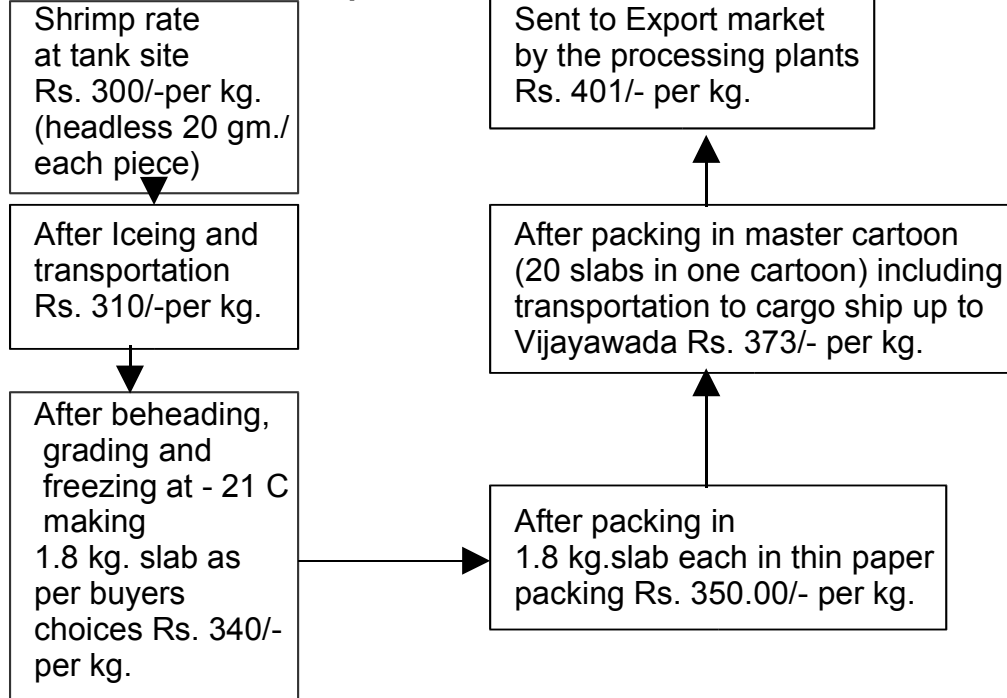 Shrimp rate
at tank site
Rs. 300/-per kg.
(headless 20 gm./
each piece)
After Iceing and
transportation
Rs. 310/-per kg.
After beheading,
grading and
freezing at - 21 C
making
1.8 kg. slab as
per buyers
choices Rs. 340/-
per kg.
After packing in
1.8 kg.slab each in thin paper
packing Rs. 350.00/- per kg.
After packing in master cartoon
(20 slabs in one cartoon) including
transportation to cargo ship up to
Vijayawada Rs. 373/- per kg.
Sent to Export market
by the processing plants
Rs. 401/- per kg.